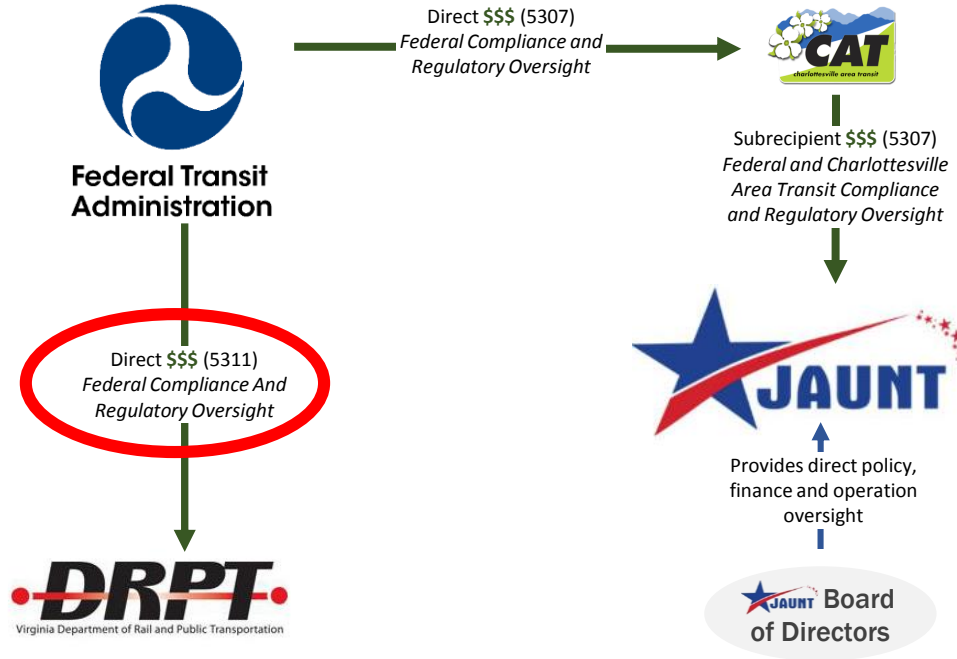 Direct $$$ (5307)
Federal Compliance and
Regulatory Oversight
CAT
charlottesville area transit
Federal Transit
Administration
Subrecipient $$$ (5307)
Federal and Charlottesville
Area Transit Compliance
and Regulatory Oversight
Direct $$$ (5311)
Federal Compliance And
Regulatory Oversight
JAUNT
Provides direct policy,
finance and operation
oversight
DRPT
Virginia Department of Rail and Public Transportation
JAUNT Board
of Directors